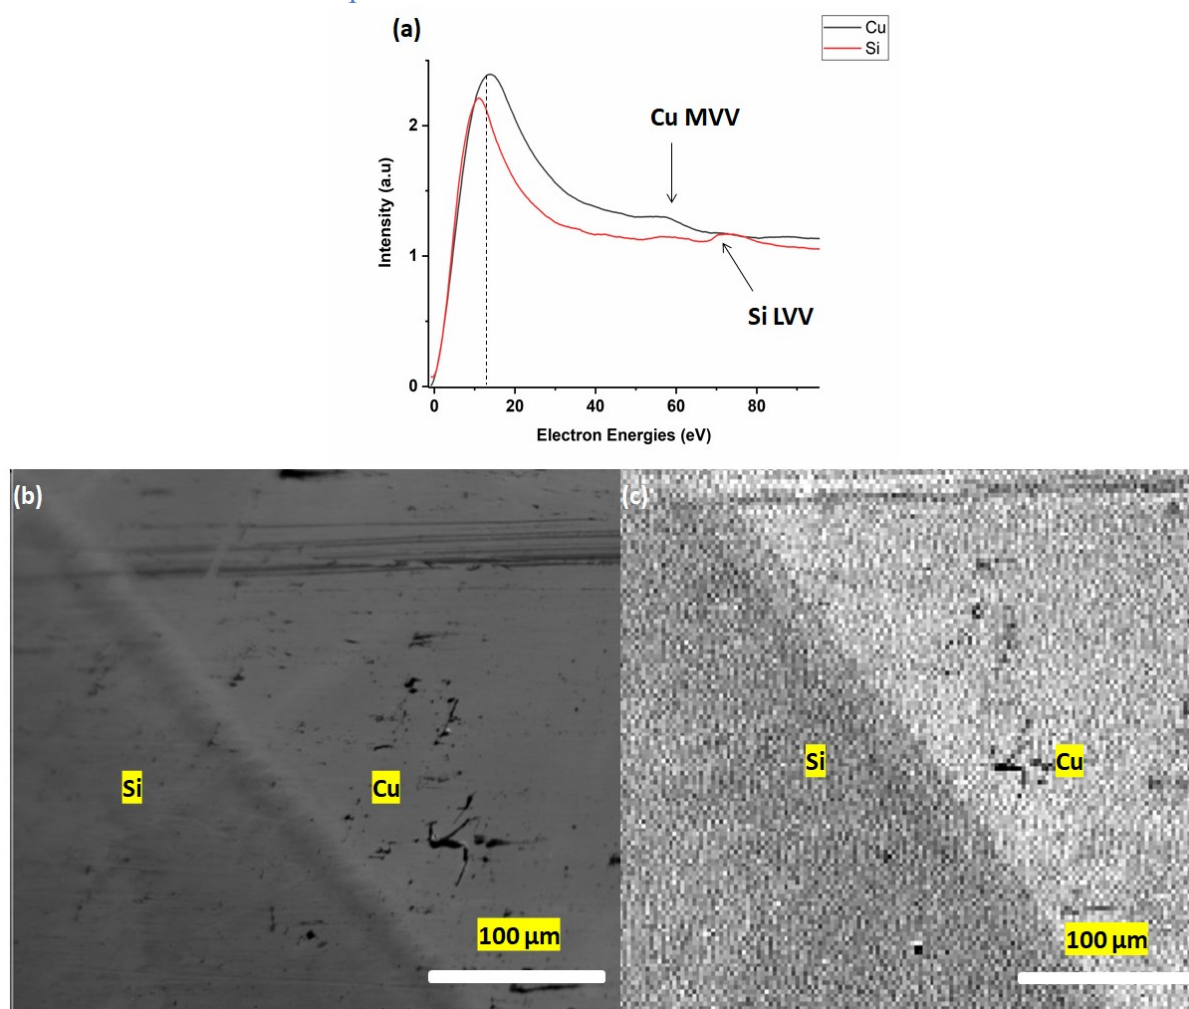 (a)
Cu
Si
Cu MVV
Si LVV
2
1
0
Intensity (a.u)
0 20 40 60 80
Electron Energies (eV)
(b)
Si
Cu
100 μm
(c)
Si
Cu
100 μm